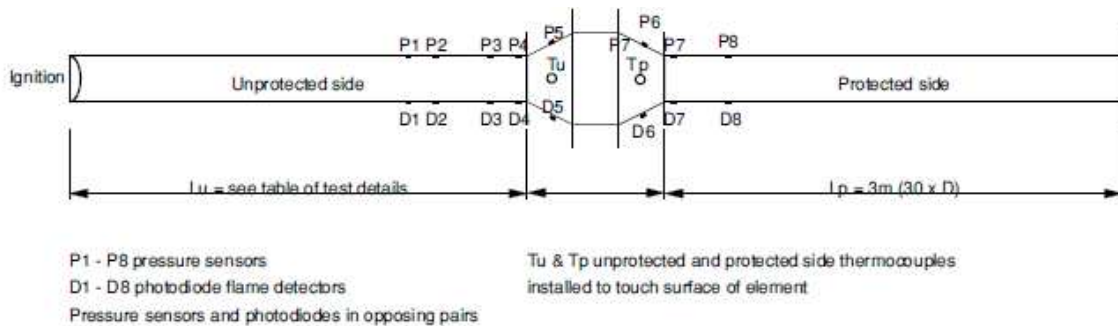 P6
P5
P1 P2 P3 P4 P7 P7 P8
Ignition Unprotected side Tu Tp Protected side
D5
D1 D2 D3 D4 D6 D7 D8
Lu = see table of test details Lp = 3m (30 x D)
P1 - P8 pressure sensors
D1 - D8 photodiode flame detectors
Pressure sensors and photodiodes in opposing pairs
Tu & Tp unprotected and protected side thermocouples
installed to touch surface of element